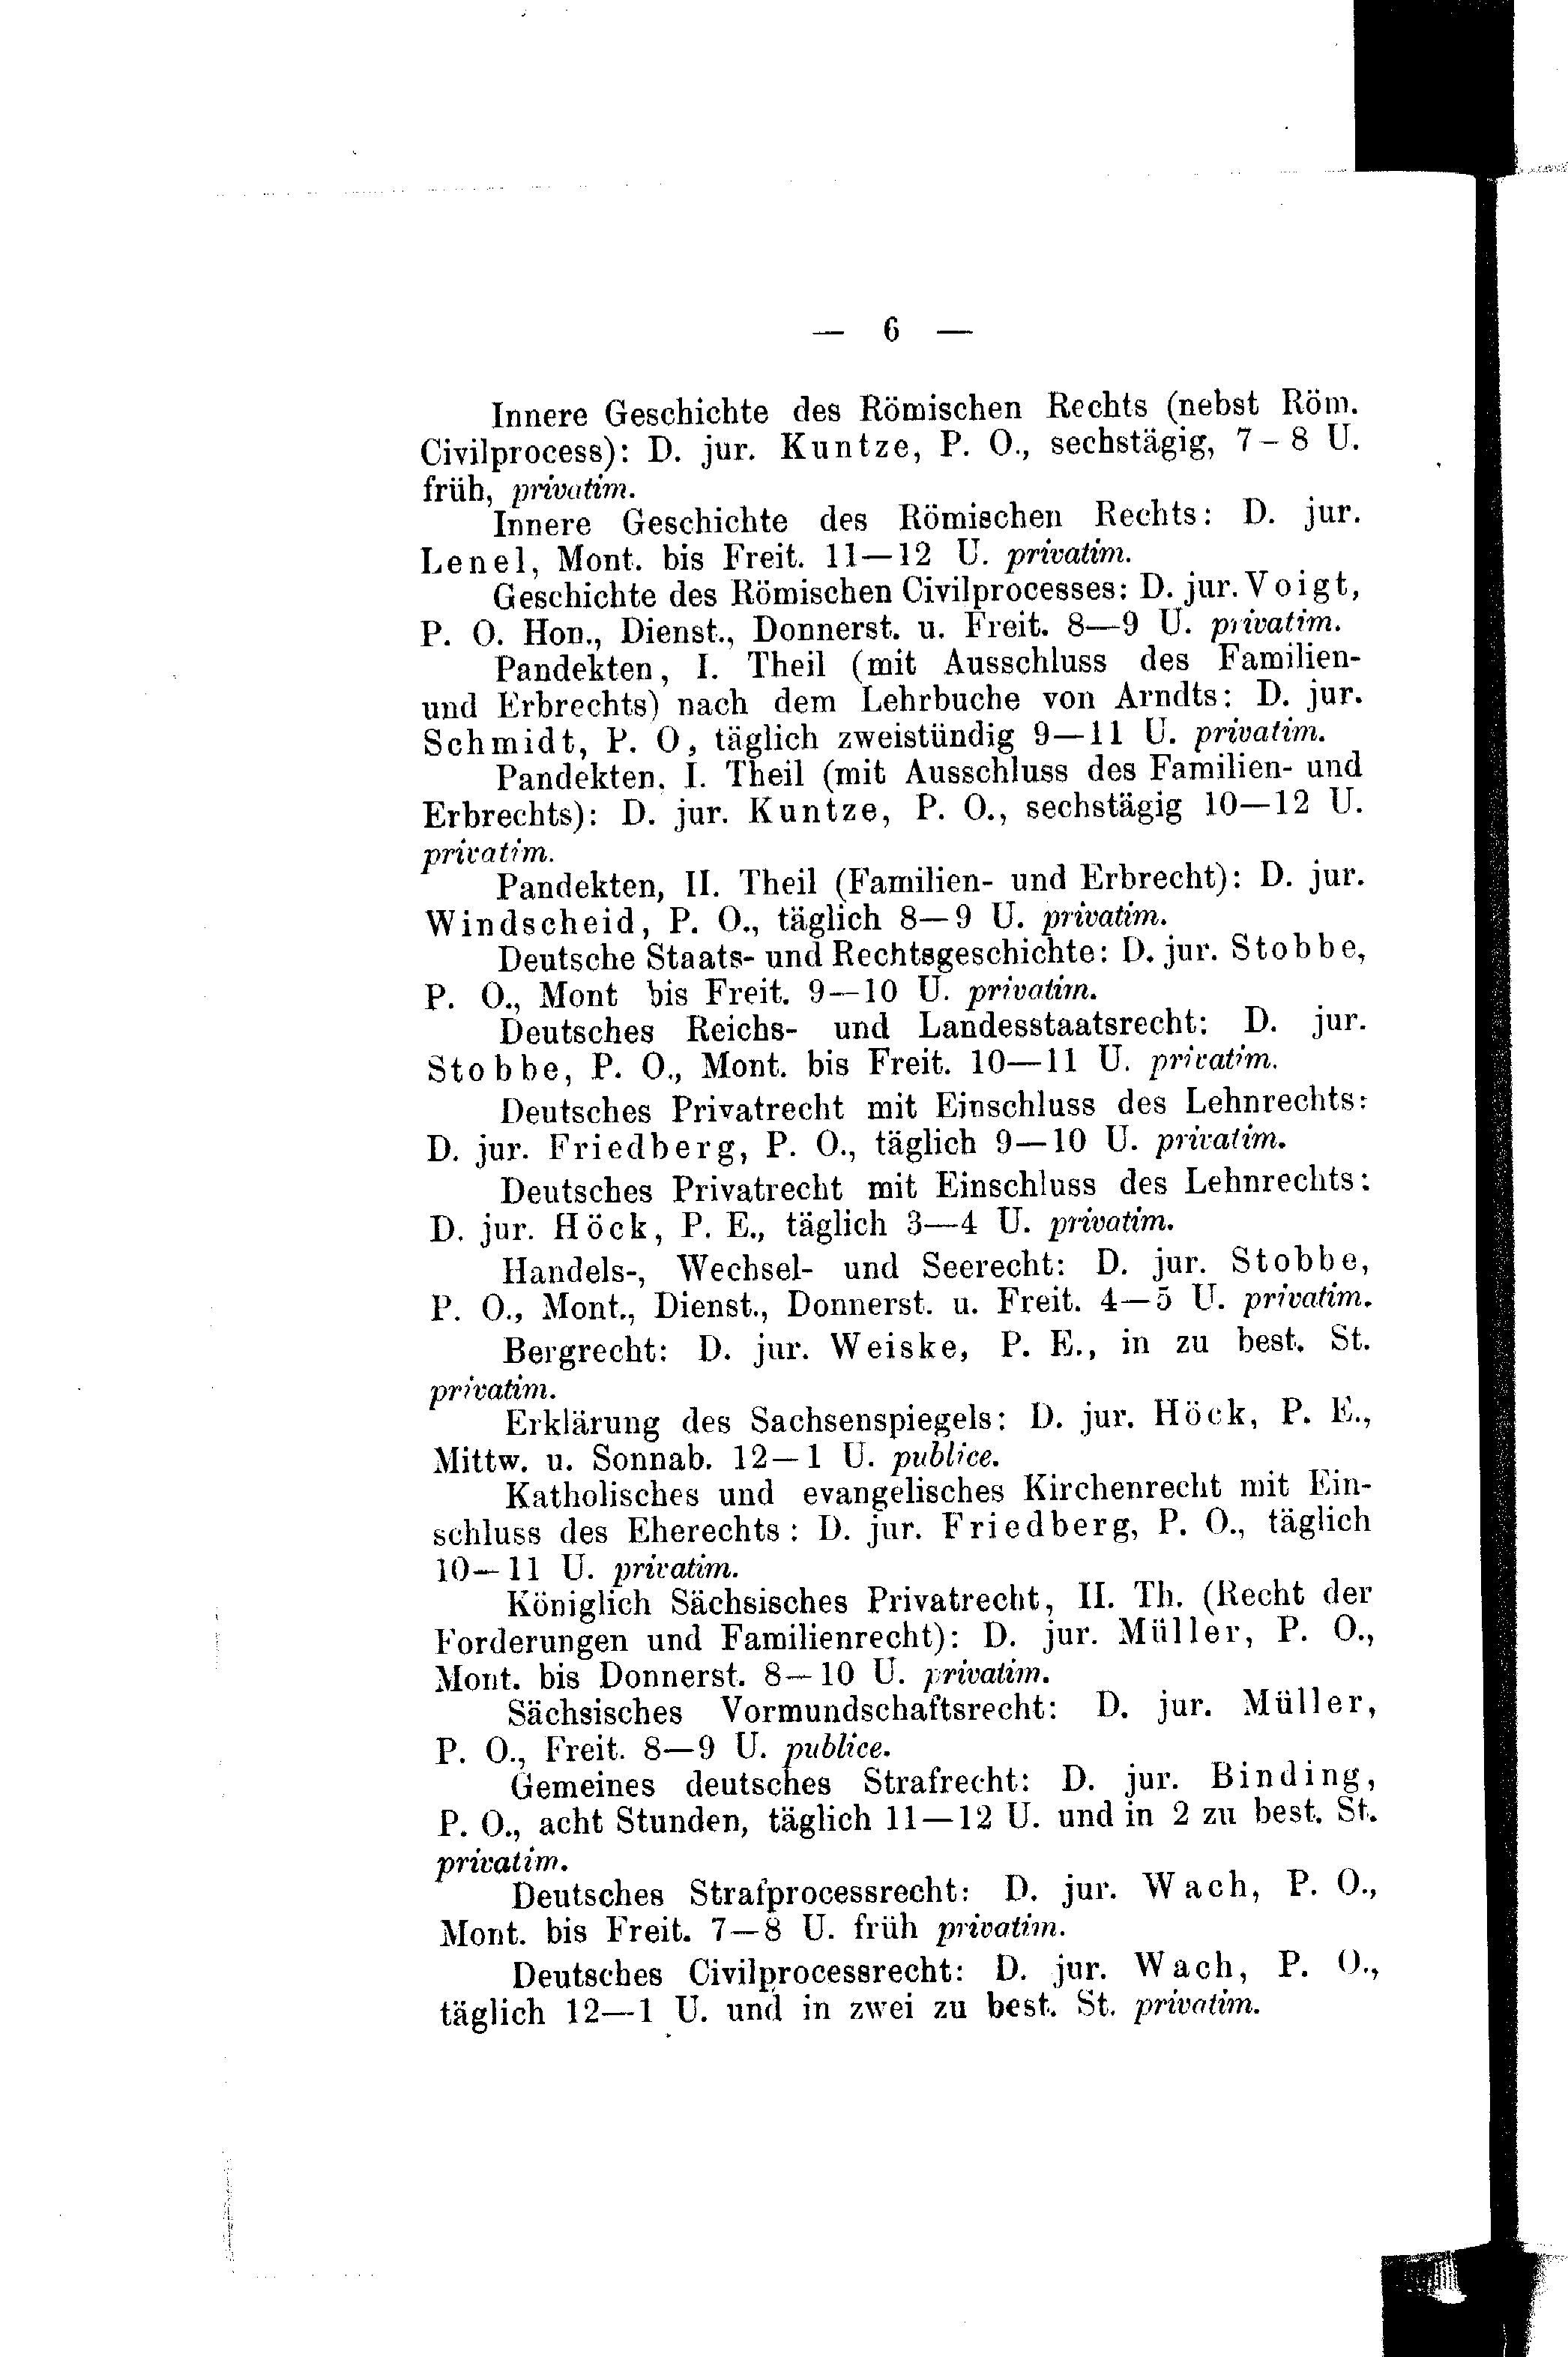 — 6 —
Innere Geschichte des Römischen Rechts (nebst Röm.
Civilprocess): D. jur. Kuntze, P. O., sechstägig, 7–8 U.
früh, privatim.
Innere Geschichte des Römischen Rechts: D. jur.
Lenel, Mont. bis Freit. 11—12 U. privatim.
Geschichte des Römischen Civilprocesses: D. jur. Voigt,
P. O. Hon., Dienst., Donnerst. u. Freit. 8—9 U. privatim.
Pandekten, I. Theil (mit Ausschluss des Familien-
und Erbrechts) nach dem Lehrbuche von Arndts: D. jur.
Schmidt, P. O, täglich zweistündig 9—11 U. privatim.
Pandekten, I. Theil (mit Ausschluss des Familien- und
Erbrechts): D. jur. Kuntze, P. O., sechstägig 10—12 U.
privatim.
Pandekten, II. Theil (Familien- und Erbrecht): D. jur.
Windscheid, P. O., täglich 8—9 U. privatim.
Deutsche Staats- und Rechtsgeschichte: D. jur. Stobbe,
P. O., Mont bis Freit. 9—10 U. privatim.
Deutsches Reichs- und Landesstaatsrecht: D. jur.
Stobbe, P. O., Mont. bis Freit. 10—11 U. privatim.
Deutsches Privatrecht mit Einschluss des Lehnrechts:
D. jur. Friedberg, P. O., täglich 9—10 U. privatim.
Deutsches Privatrecht mit Einschluss des Lehnrechts:
D. jur. Höck, P. E., täglich 3—4 U. privatim.
Handels-, Wechsel- und Seerecht: D. jur. Stobbe,
P. O., Mont., Dienst., Donnerst. u. Freit. 4—5 U. privatim.
Bergrecht: D. jur. Weiske, P. E., in zu best. St.
privatim.
Erklärung des Sachsenspiegels: D. jur. Höck, P. E.,
Mittw. u. Sonnab. 12—1 U. publice.
Katholisches und evangelisches Kirchenrecht mit Ein-
schluss des Eherechts: D. jur. Friedberg, P. O., täglich
10—11 U. privatim.
Königlich Sächsisches Privatrecht, II. Th. (Recht der
Forderungen und Familienrecht): D. jur. Müller, P. O.,
Mont. bis Donnerst. 8—10 U. privatim.
Sächsisches Vormundschaftsrecht: D. jur. Müller,
P. O., Freit. 8—9 U. publice.
Gemeines deutsches Strafrecht: D. jur. Binding,
P. O., acht Stunden, täglich 11—12 U. und in 2 zu best. St.
privatim.
Deutsches Strafprocessrecht: D. jur. Wach, P. O.,
Mont. bis Freit. 7—8 U. früh privatim.
Deutsches Civilprocessrecht: D. jur. Wach, P. O.,
täglich 12—1 U. und in zwei zu best. St. privatim.